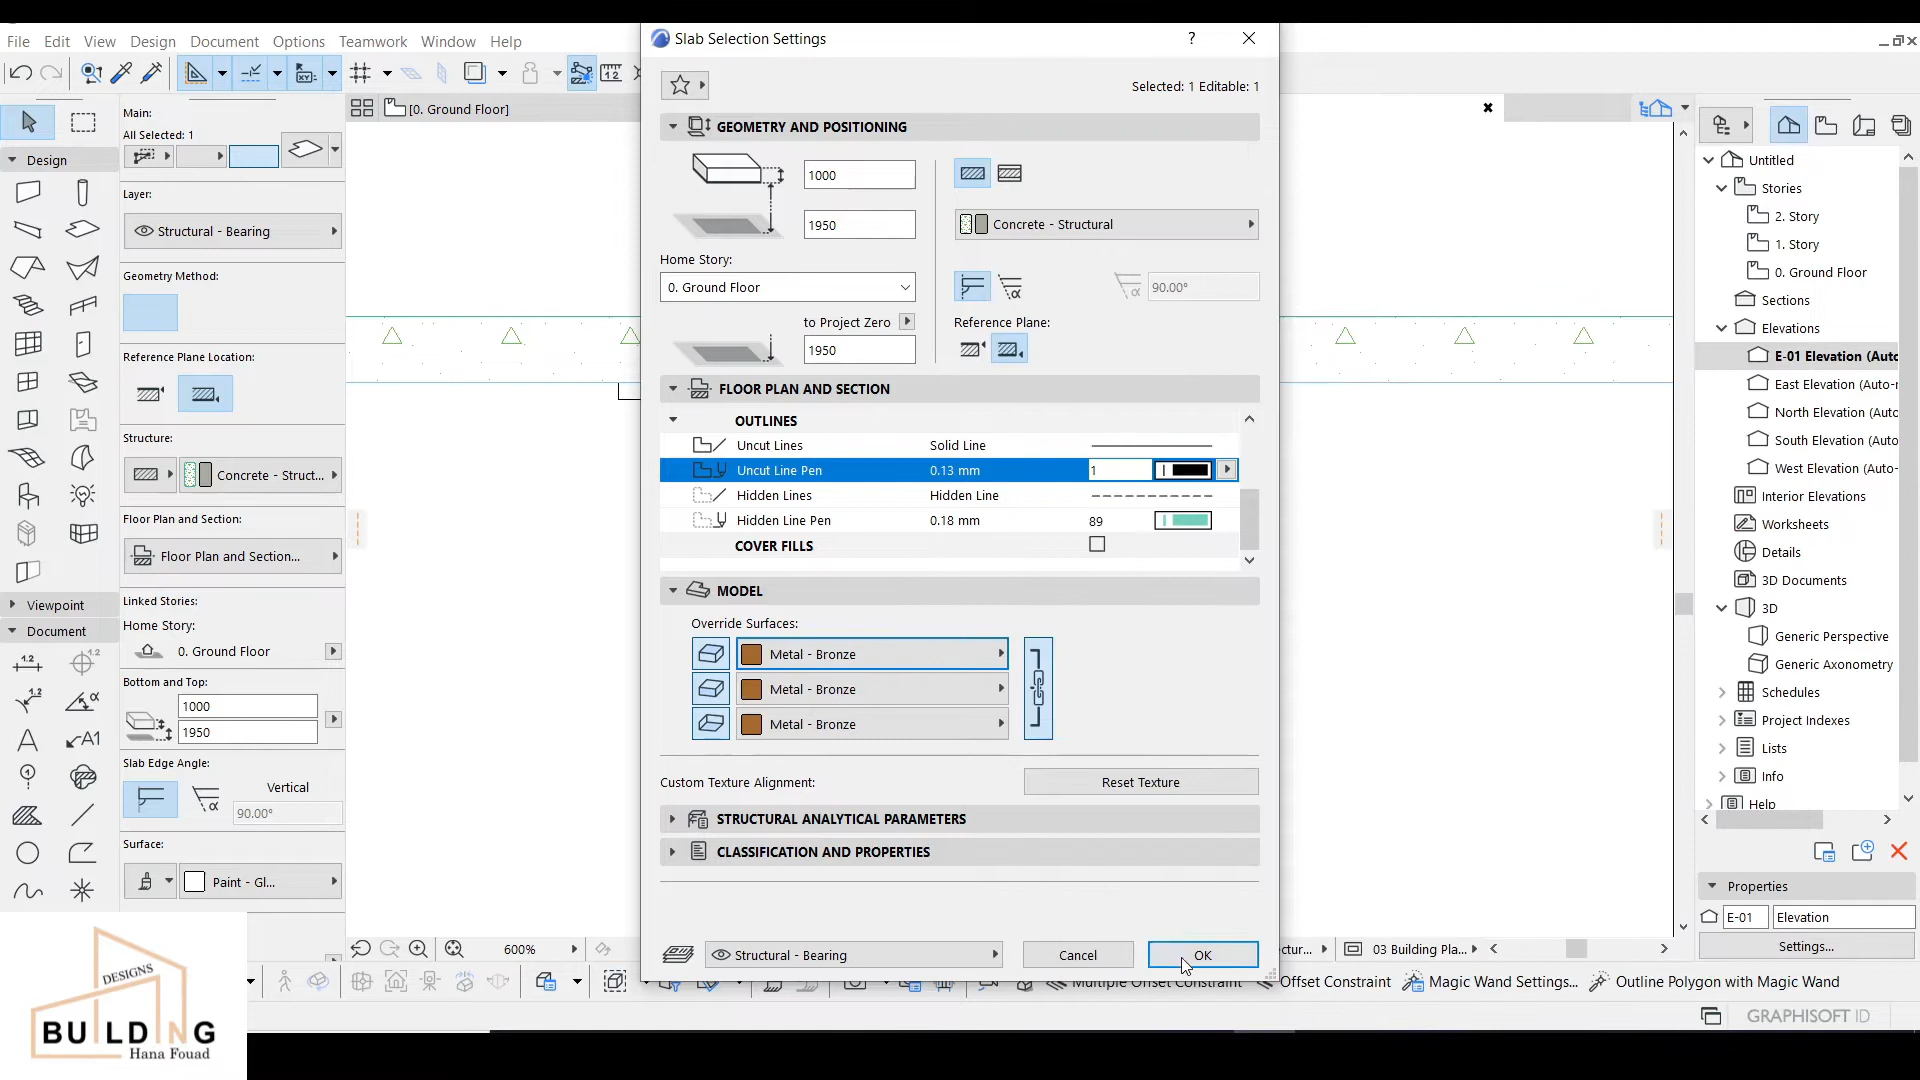 File Edit View Design Document Options Teamwork Window Help
Slab Selection Settings
?
Selected: 1 Editable: 1
[0. Ground Floor]
Main:
All Selected: 1
Design
Layer:
Structural - Bearing
Geometry Method:
Reference Plane Location:
Structure:
Concrete - Struct...
Floor Plan and Section:
Floor Plan and Section...
Linked Stories:
Home Story:
0. Ground Floor
Bottom and Top:
1000
1950
Slab Edge Angle:
Vertical
90.00°
Surface:
Paint - Gl...
Viewpoint
Document
GEOMETRY AND POSITIONING
1000
1950
Concrete - Structural
Home Story:
0. Ground Floor
90.00°
to Project Zero
Reference Plane:
1950
FLOOR PLAN AND SECTION
OUTLINES
Uncut Lines Solid Line
Uncut Line Pen 0.13 mm 1
Hidden Lines Hidden Line
Hidden Line Pen 0.18 mm 89
COVER FILLS
MODEL
Override Surfaces:
Metal - Bronze
Metal - Bronze
Metal - Bronze
Custom Texture Alignment:
Reset Texture
STRUCTURAL ANALYTICAL PARAMETERS
CLASSIFICATION AND PROPERTIES
Structural - Bearing
Cancel
OK
Untitled
Stories
2. Story
1. Story
0. Ground Floor
Sections
Elevations
E-01 Elevation (Auto
East Elevation (Auto-r
North Elevation (Auto
South Elevation (Auto
West Elevation (Auto-
Interior Elevations
Worksheets
Details
3D Documents
3D
Generic Perspective
Generic Axonometry
Schedules
Project Indexes
Lists
Info
Help
Properties
E-01 Elevation
Settings...
600%
ctur...
03 Building Pla...
Multiple Offset Constraint
Offset Constraint
Magic Wand Settings...
Outline Polygon with Magic Wand
GRAPHISOFT ID
DESIGNS
BUILDING
Hana Fouad